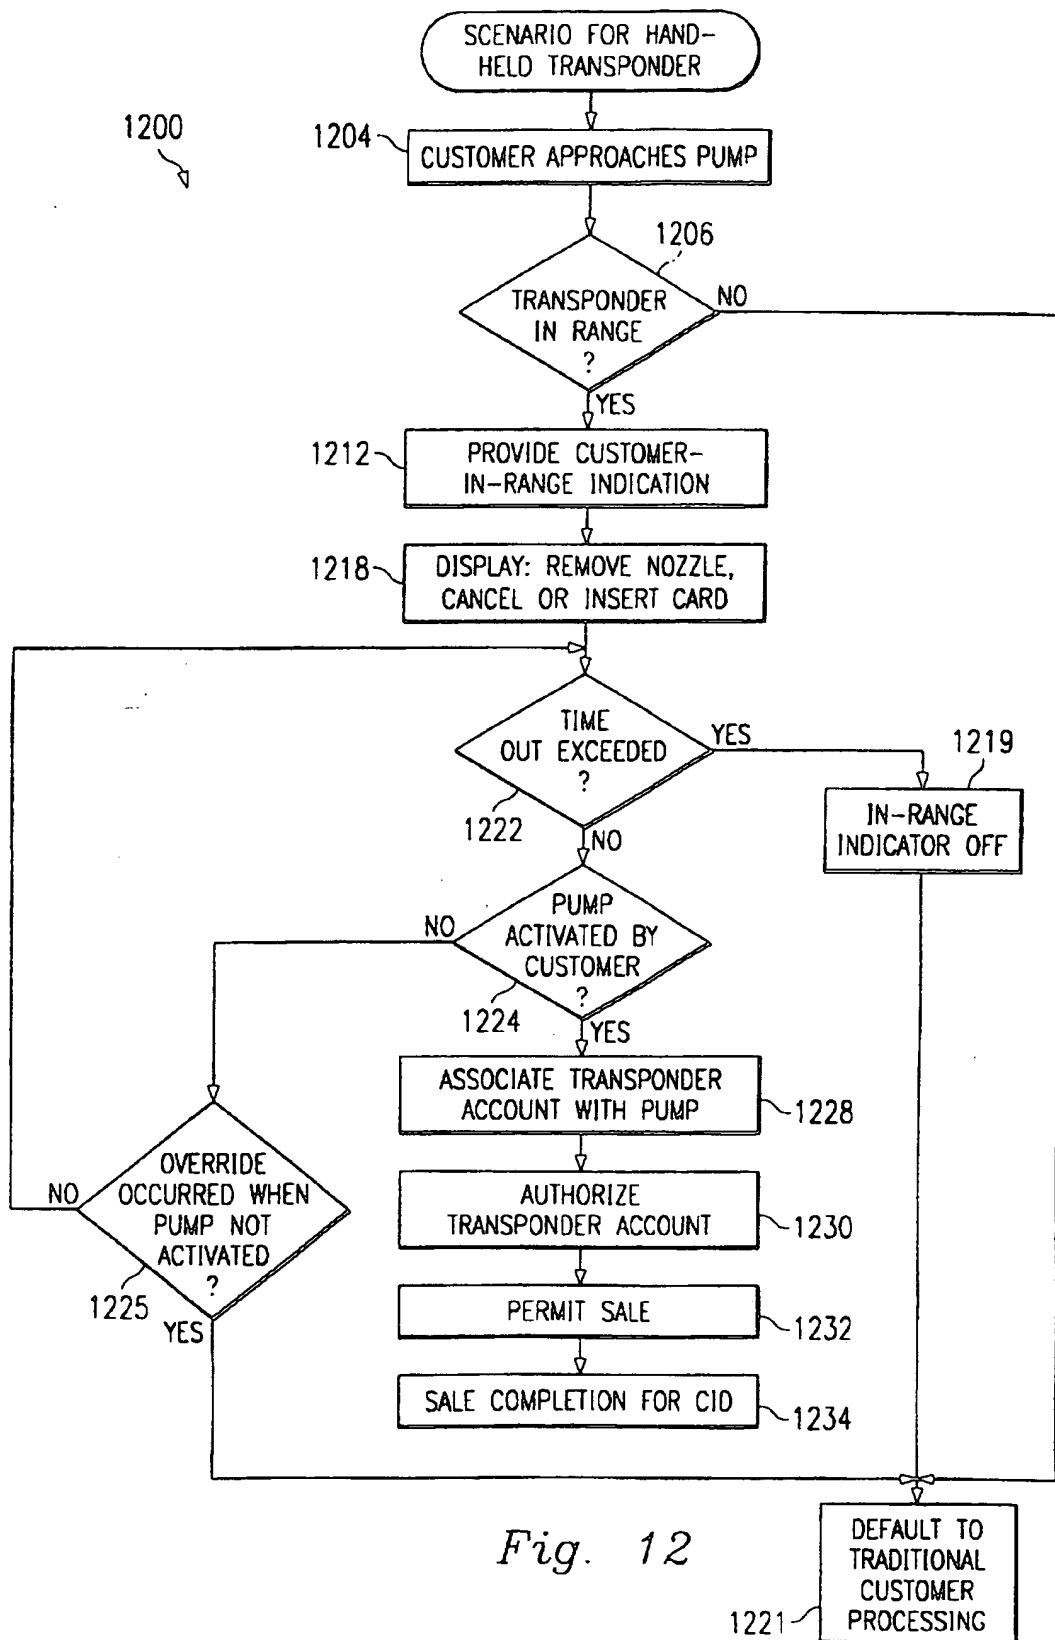 SCENARIO FOR HAND-
HELD TRANSPONDER
1200
1204
CUSTOMER APPROACHES PUMP
1206
TRANSPONDER
IN RANGE
?
NO
YES
1212
PROVIDE CUSTOMER-
IN-RANGE INDICATION
1218
DISPLAY: REMOVE NOZZLE,
CANCEL OR INSERT CARD
TIME
OUT EXCEEDED
?
YES
1222
NO
1219
IN-RANGE
INDICATOR OFF
PUMP
ACTIVATED BY
CUSTOMER
?
NO
1224
YES
ASSOCIATE TRANSPONDER
ACCOUNT WITH PUMP
1228
OVERRIDE
OCCURRED WHEN
PUMP NOT
ACTIVATED
?
NO
1225
YES
AUTHORIZE
TRANSPONDER ACCOUNT
1230
PERMIT SALE
1232
SALE COMPLETION FOR CID
1234
DEFAULT TO
TRADITIONAL
CUSTOMER
PROCESSING
1221
Fig. 12